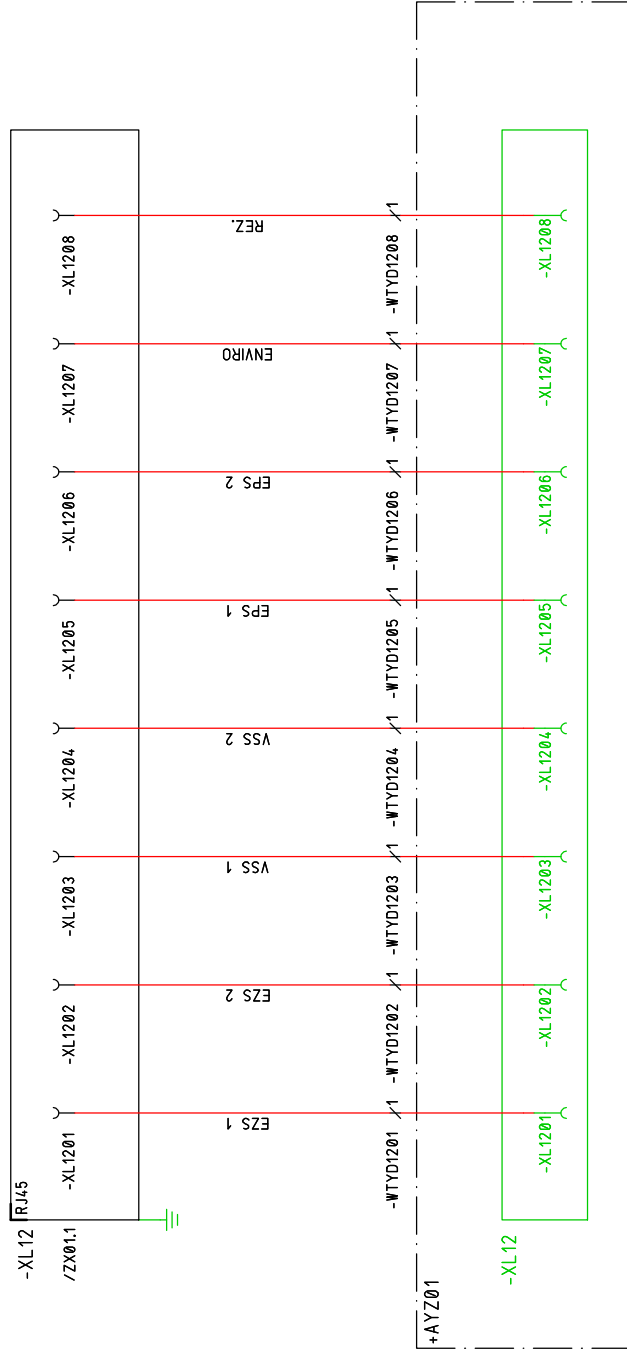 -XL12
RJ45
/ZX01.1
-XL1201
-XL1202
-XL1203
-XL1204
-XL1205
-XL1206
-XL1207
-XL1208
EZS 1
EZS 2
VSS 1
VSS 2
EPS 1
EPS 2
ENVIRO
REZ.
-WTYD1201
1
-WTYD1202
1
-WTYD1203
1
-WTYD1204
1
-WTYD1205
1
-WTYD1206
1
-WTYD1207
1
-WTYD1208
1
+AYZ01
-XL12
-XL1201
-XL1202
-XL1203
-XL1204
-XL1205
-XL1206
-XL1207
-XL1208